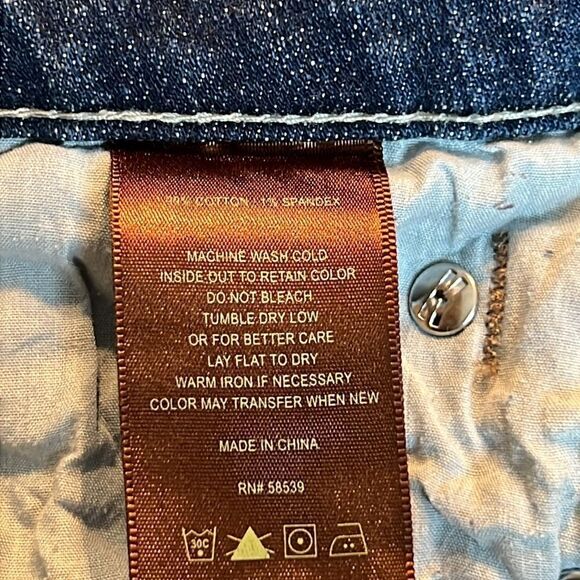 99% COTTON 1% SPANDEX
MACHINE WASH COLD
INSIDE OUT TO RETAIN COLOR
DO NOT BLEACH
TUMBLE DRY LOW
OR FOR BETTER CARE
LAY FLAT TO DRY
WARM IRON IF NECESSARY
COLOR MAY TRANSFER WHEN NEW
MADE IN CHINA
RN# 58539
30C